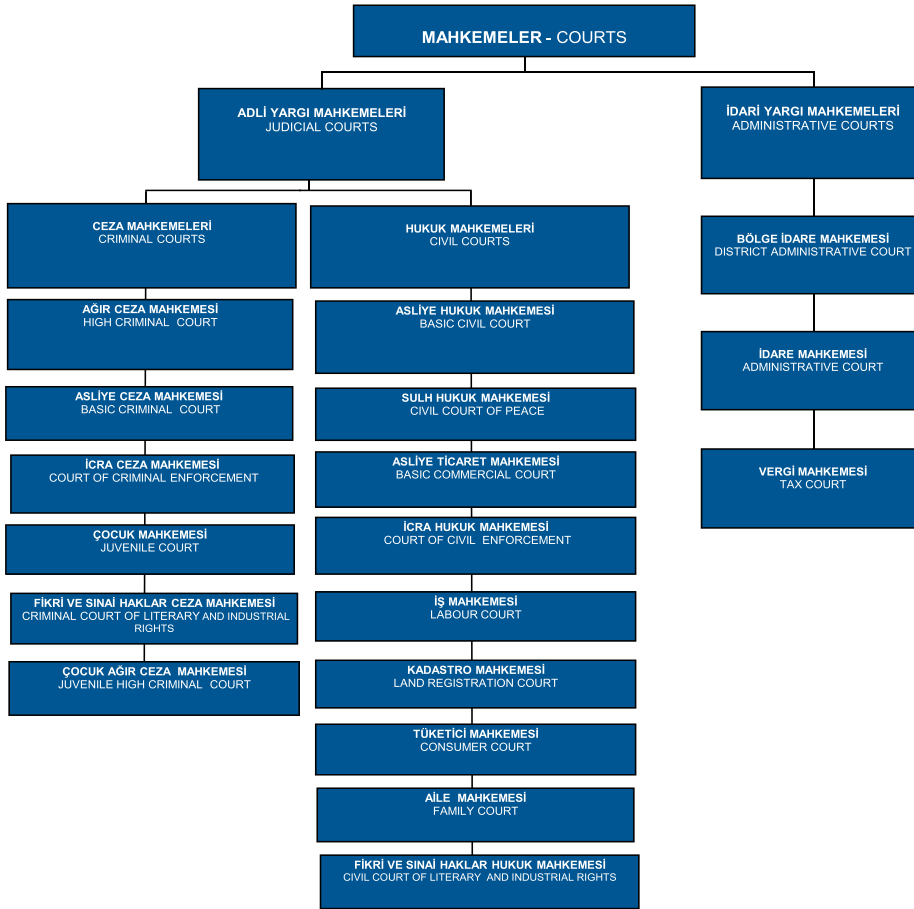 MAHKEMELER - COURTS
ADLİ YARGI MAHKEMELERİ
JUDICIAL COURTS
İDARİ YARGI MAHKEMELERİ
ADMINISTRATIVE COURTS
CEZA MAHKEMELERİ
CRIMINAL COURTS
HUKUK MAHKEMELERİ
CIVIL COURTS
BÖLGE İDARE MAHKEMESİ
DISTRICT ADMINISTRATIVE COURT
AĞIR CEZA MAHKEMESİ
HIGH CRIMINAL COURT
ASLİYE HUKUK MAHKEMESİ
BASIC CIVIL COURT
İDARE MAHKEMESİ
ADMINISTRATIVE COURT
ASLİYE CEZA MAHKEMESİ
BASIC CRIMINAL COURT
SULH HUKUK MAHKEMESİ
CIVIL COURT OF PEACE
İCRA CEZA MAHKEMESİ
COURT OF CRIMINAL ENFORCEMENT
ASLİYE TİCARET MAHKEMESİ
BASIC COMMERCIAL COURT
VERGİ MAHKEMESİ
TAX COURT
ÇOCUK MAHKEMESİ
JUVENILE COURT
İCRA HUKUK MAHKEMESİ
COURT OF CIVIL ENFORCEMENT
FİKRİ VE SINAİ HAKLAR CEZA MAHKEMESİ
CRIMINAL COURT OF LITERARY AND INDUSTRIAL
RIGHTS
İŞ MAHKEMESİ
LABOUR COURT
ÇOCUK AĞIR CEZA MAHKEMESİ
JUVENILE HIGH CRIMINAL COURT
KADASTRO MAHKEMESİ
LAND REGISTRATION COURT
TÜKETİCİ MAHKEMESİ
CONSUMER COURT
AİLE MAHKEMESİ
FAMILY COURT
FİKRİ VE SINAİ HAKLAR HUKUK MAHKEMESİ
CIVIL COURT OF LITERARY AND INDUSTRIAL RIGHTS